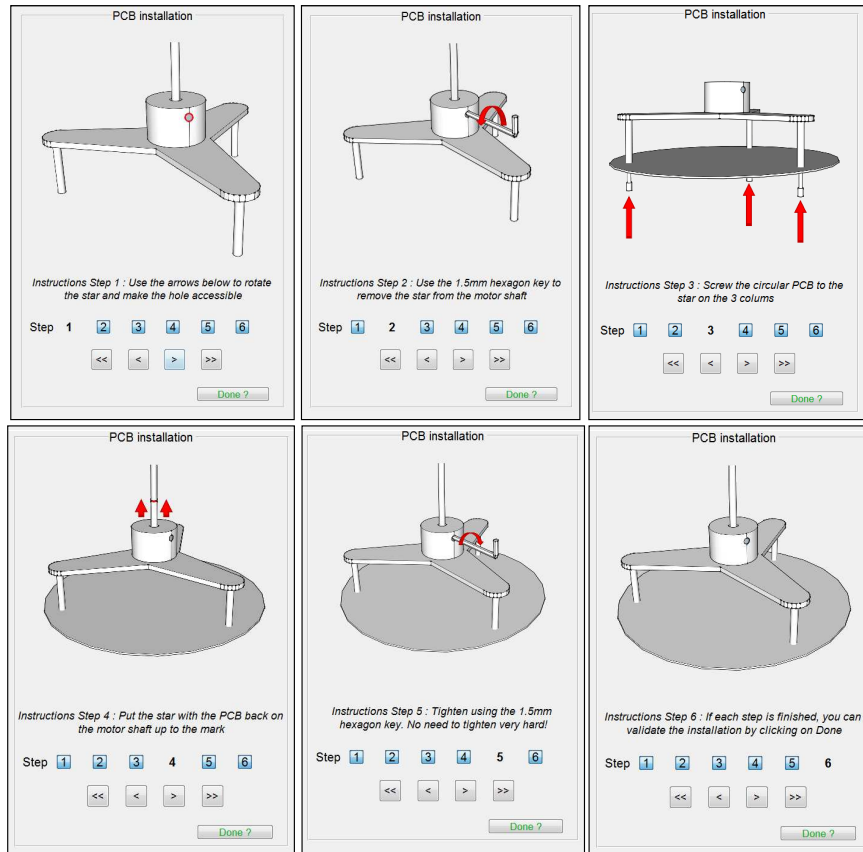 PCB installation
Instructions Step 1 : Use the arrows below to rotate
the star and make the hole accessible
Step 1 2 3 4 5 6
<< < > >>
Done ?
PCB installation
Instructions Step 2 : Use the 1.5mm hexagon key to
remove the star from the motor shaft
Step 1 2 3 4 5 6
<< < > >>
Done ?
PCB installation
Instructions Step 3 : Screw the circular PCB to the
star on the 3 colums
Step 1 2 3 4 5 6
<< < > >>
Done ?
PCB installation
Instructions Step 4 : Put the star with the PCB back on
the motor shaft up to the mark
Step 1 2 3 4 5 6
<< < > >>
Done ?
PCB installation
Instructions Step 5 : Tighten using the 1.5mm
hexagon key. No need to tighten very hard!
Step 1 2 3 4 5 6
<< < > >>
Done ?
PCB installation
Instructions Step 6 : If each step is finished, you can
validate the installation by clicking on Done
Step 1 2 3 4 5 6
<< < > >>
Done ?